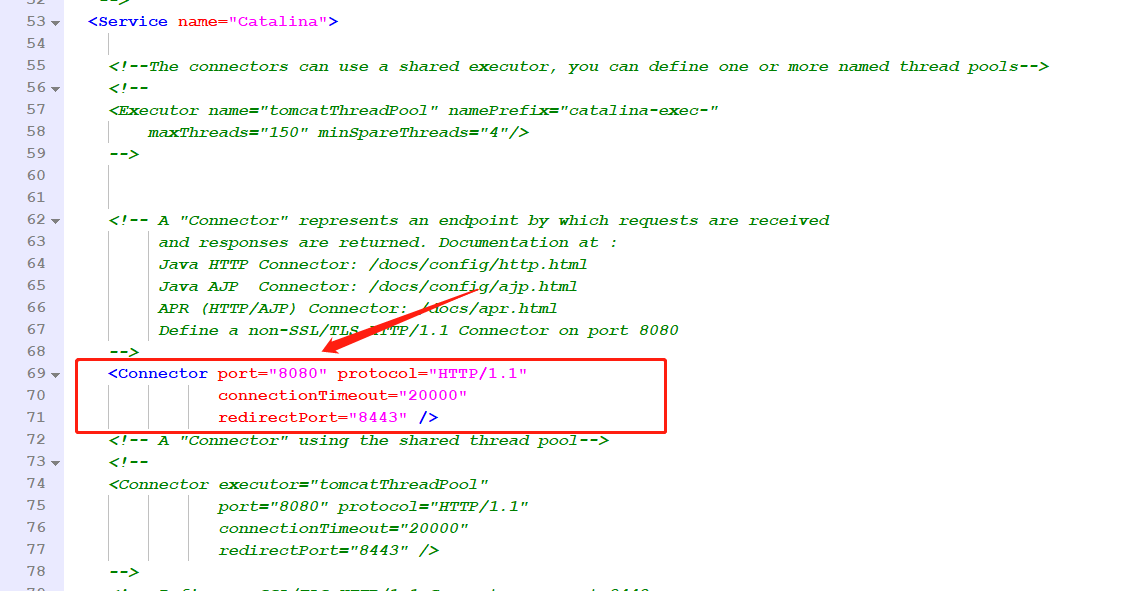 53 <Service name="Catalina">
54
55 <!--The connectors can use a shared executor, you can define one or more named thread pools-->
56 <!--
57 <Executor name="tomcatThreadPool" namePrefix="catalina-exec-"
58 maxThreads="150" minSpareThreads="4"/>
59 -->
60
61
62 <!-- A "Connector" represents an endpoint by which requests are received
63 and responses are returned. Documentation at :
64 Java HTTP Connector: /docs/config/http.html
65 Java AJP  Connector: /docs/config/ajp.html
66 APR (HTTP/AJP) Connector: /docs/apr.html
67 Define a non-SSL/TLS HTTP/1.1 Connector on port 8080
68 -->
69 <Connector port="8080" protocol="HTTP/1.1"
70 connectionTimeout="20000"
71 redirectPort="8443" />
72 <!-- A "Connector" using the shared thread pool-->
73 <!--
74 <Connector executor="tomcatThreadPool"
75 port="8080" protocol="HTTP/1.1"
76 connectionTimeout="20000"
77 redirectPort="8443" />
78 -->